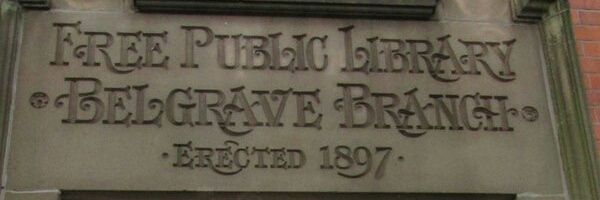 FREE PUBLIC LIBRARY
· BELGRAVE BRANCH ·
· ERECTED 1897 ·